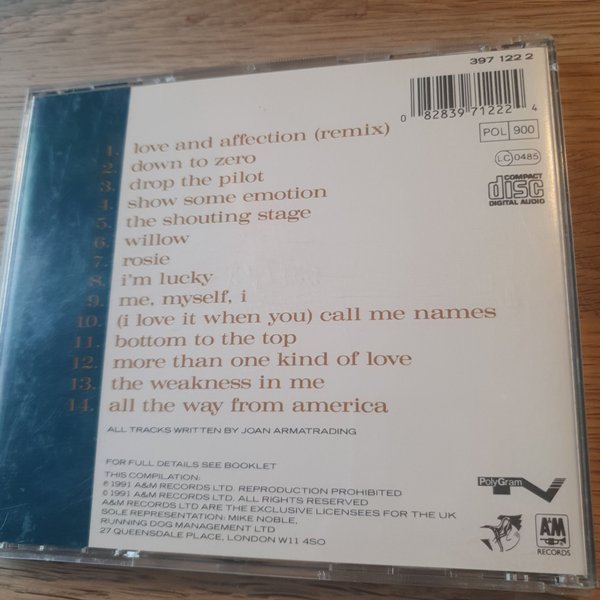 397 122 2
0 82839 71222 4
POL 900
LC 0485
COMPACT
disc
DIGITAL AUDIO
1. love and affection (remix)
2. down to zero
3. drop the pilot
4. show some emotion
5. the shouting stage
6. willow
7. rosie
8. i'm lucky
9. me, myself, i
10. (i love it when you) call me names
11. bottom to the top
12. more than one kind of love
13. the weakness in me
14. all the way from america
ALL TRACKS WRITTEN BY JOAN ARMATRADING
FOR FULL DETAILS SEE BOOKLET
THIS COMPILATION:
℗ 1991 A&M RECORDS LTD. REPRODUCTION PROHIBITED
© 1991 A&M RECORDS LTD. ALL RIGHTS RESERVED
A&M RECORDS LTD ARE THE EXCLUSIVE LICENSEES FOR THE UK
SOLE REPRESENTATION: MIKE NOBLE,
RUNNING DOG MANAGEMENT LTD
27 QUEENSDALE PLACE, LONDON W11 4SO
PolyGram TV
A&M
RECORDS